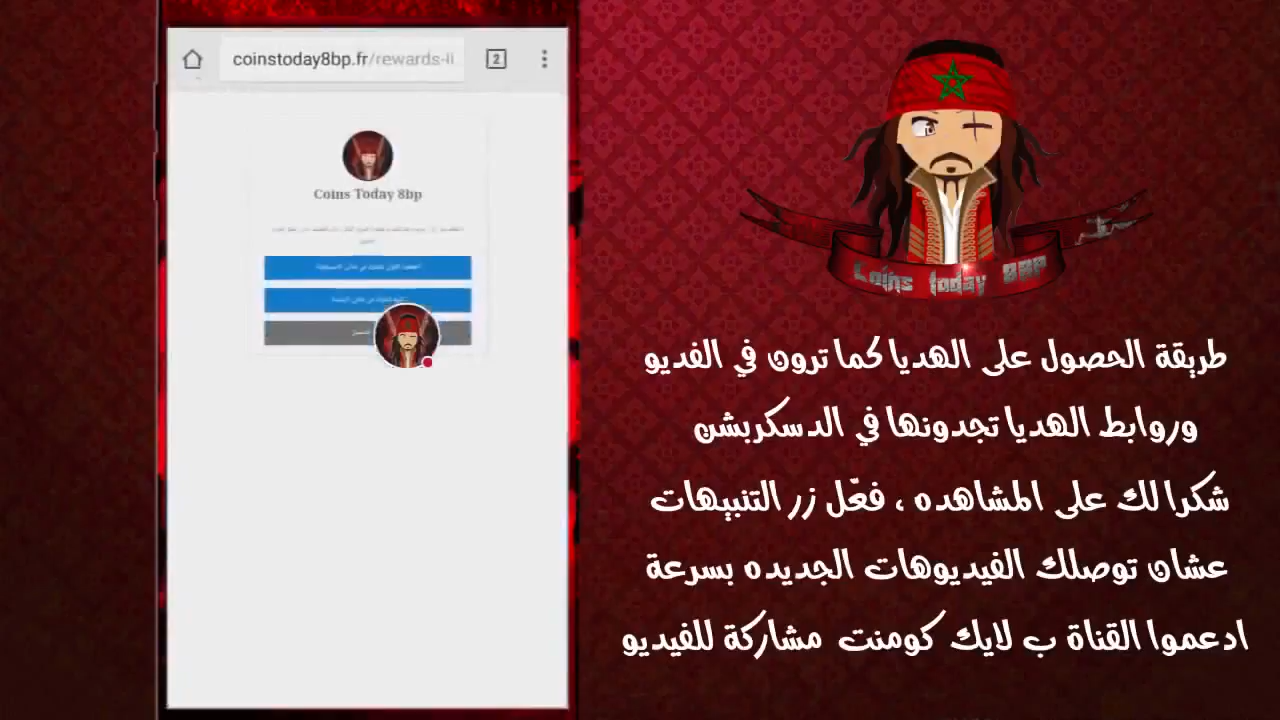 coinstoday8bp.fr/rewards-li
2
Coins Today 8bp
Coins today 8BP
طريقة الحصول على الهديا كما ترون في الفديو
وروابط الهديا تجدونها في الدسكربشن
شكرا لك على المشاهده ، فعّل زر التنبيهات
عشان توصلك الفيديوهات الجديده بسرعة
ادعموا القناة ب لايك كومنت مشاركة للفيديو